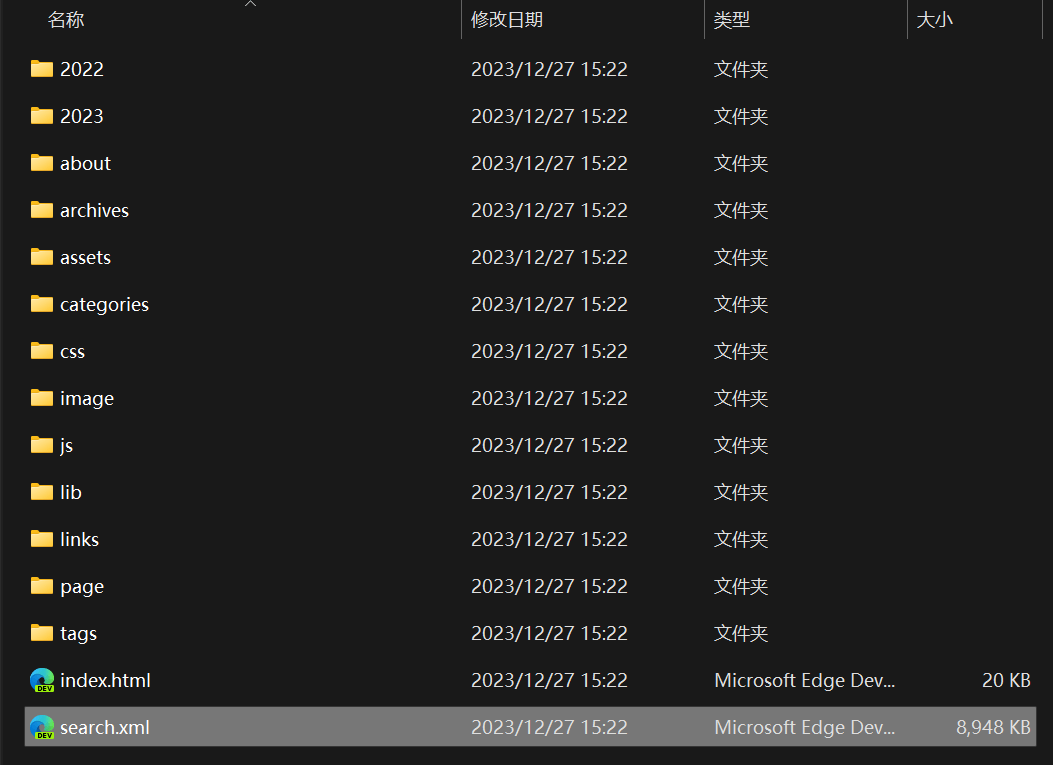 名称 修改日期 类型 大小
2022 2023/12/27 15:22 文件夹
2023 2023/12/27 15:22 文件夹
about 2023/12/27 15:22 文件夹
archives 2023/12/27 15:22 文件夹
assets 2023/12/27 15:22 文件夹
categories 2023/12/27 15:22 文件夹
css 2023/12/27 15:22 文件夹
image 2023/12/27 15:22 文件夹
js 2023/12/27 15:22 文件夹
lib 2023/12/27 15:22 文件夹
links 2023/12/27 15:22 文件夹
page 2023/12/27 15:22 文件夹
tags 2023/12/27 15:22 文件夹
DEV index.html 2023/12/27 15:22 Microsoft Edge Dev... 20 KB
DEV search.xml 2023/12/27 15:22 Microsoft Edge Dev... 8,948 KB